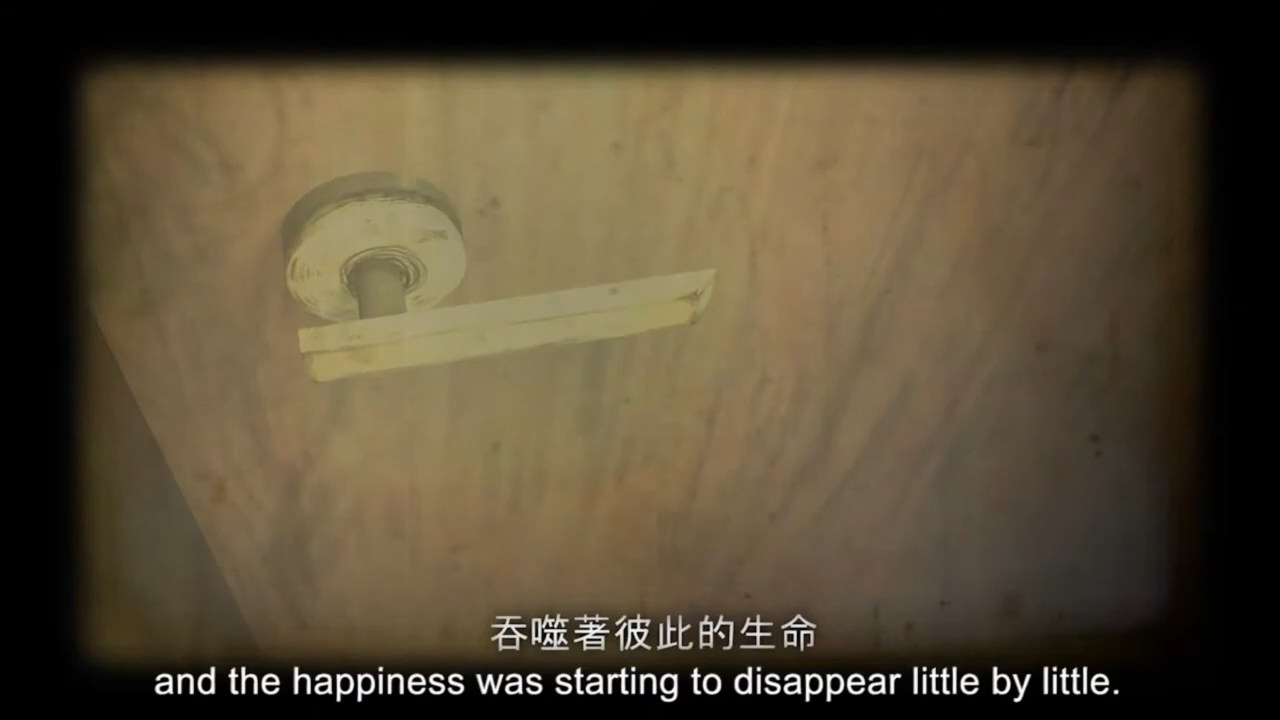 吞噬著彼此的生命
and the happiness was starting to disappear little by little.